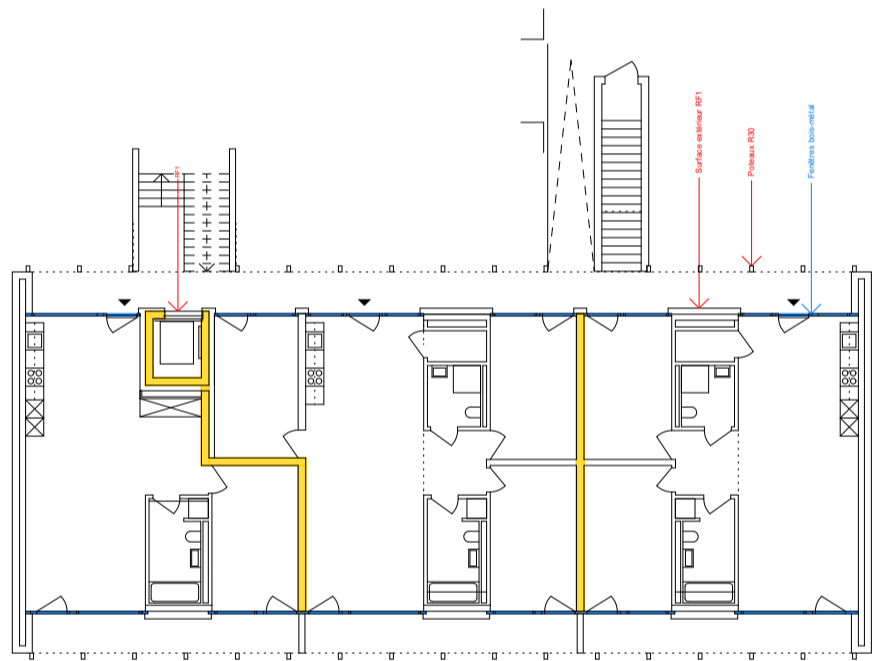 RF1
Surface extérieur RF1
Poteaux R30
Fenêtres bois-métal